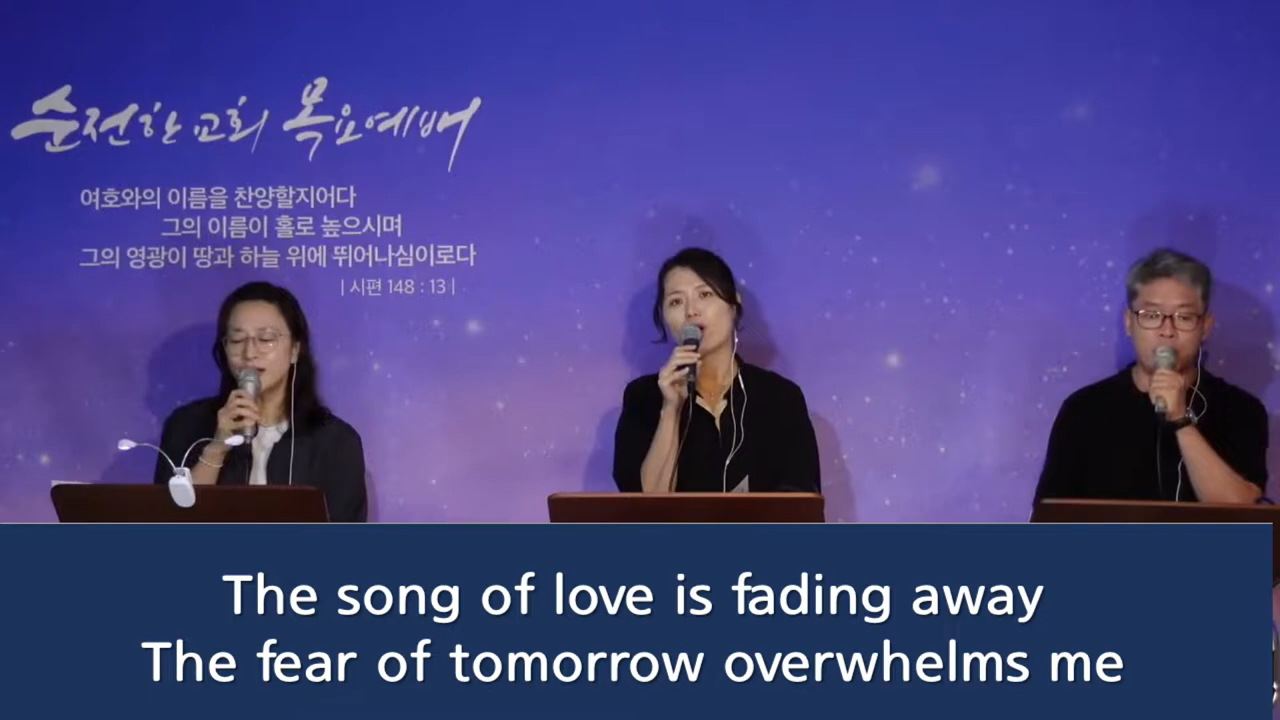 순전한 교회 목요예배
여호와의 이름을 찬양할지어다
그의 이름이 홀로 높으시며
그의 영광이 땅과 하늘 위에 뛰어나심이로다
| 시편 148 : 13 |
The song of love is fading away
The fear of tomorrow overwhelms me